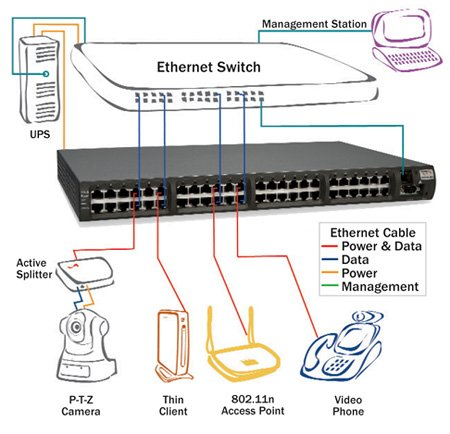 Management Station
Ethernet Switch
UPS
Ethernet Cable
Power & Data
Data
Power
Management
Active
Splitter
P-T-Z
Camera
Thin
Client
802.11n
Access Point
Video
Phone